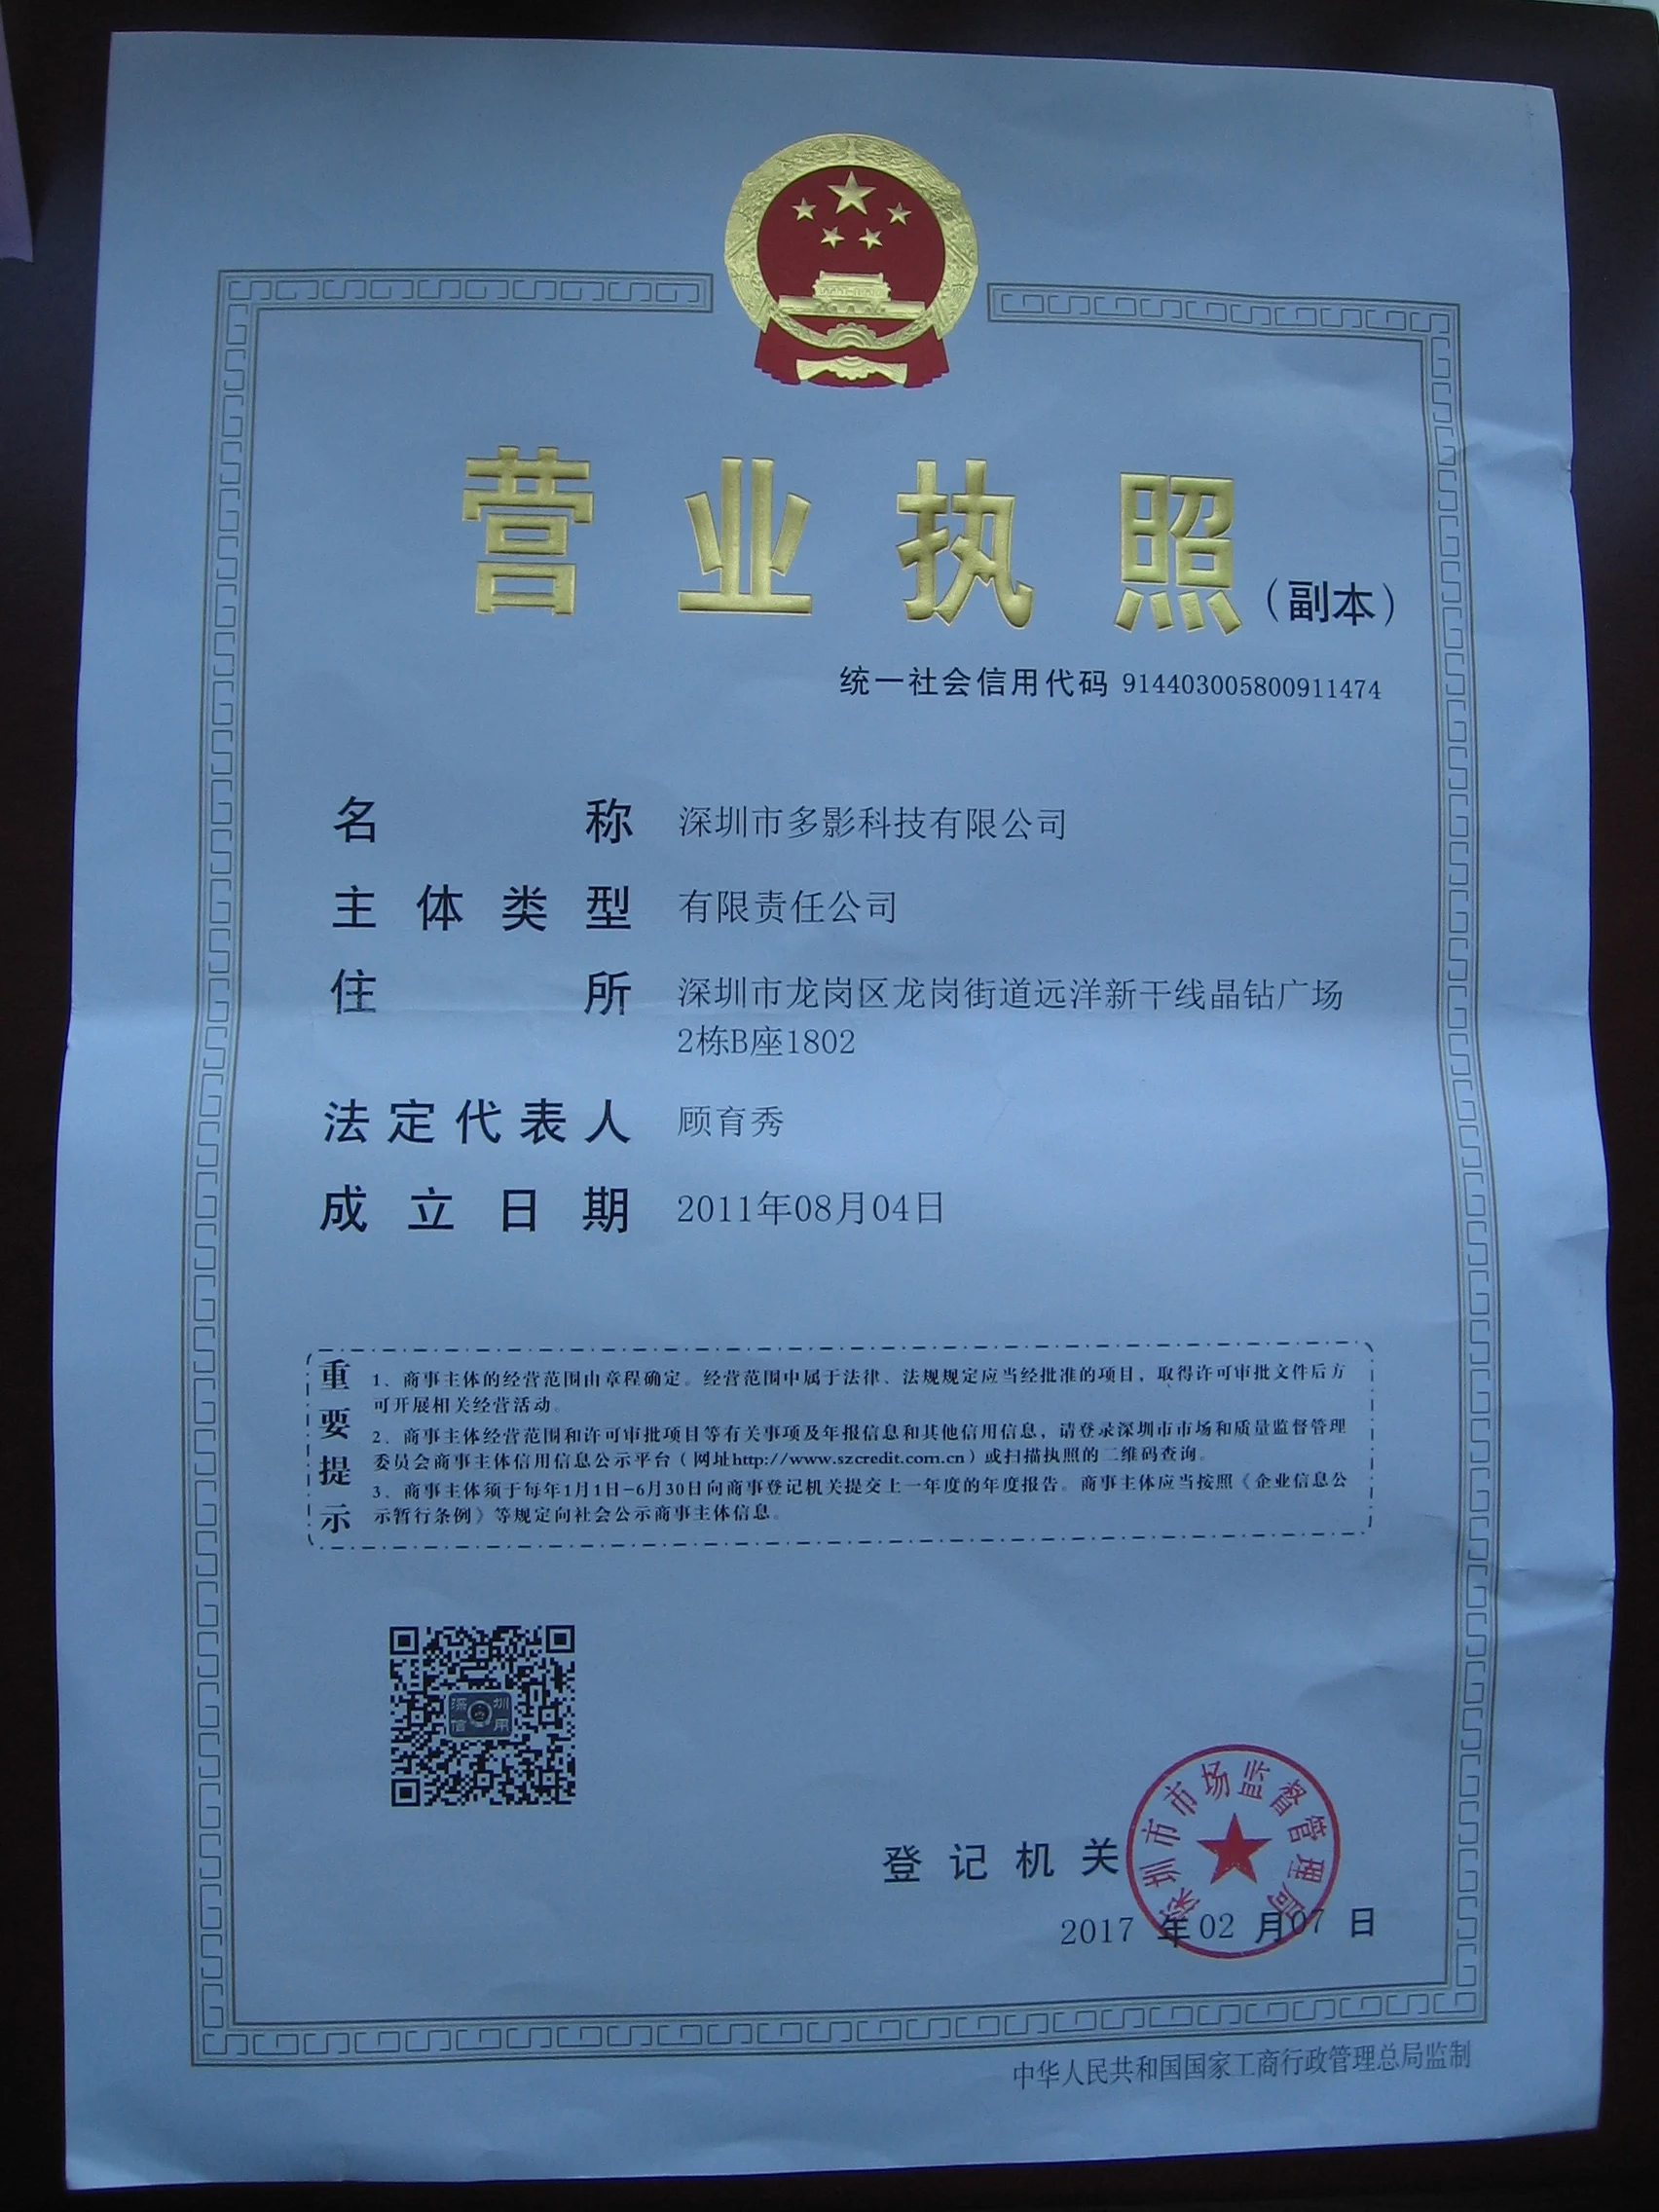 营业执照(副本)
统一社会信用代码 914403005800911474
名称 深圳市多影科技有限公司
主体类型 有限责任公司
住所 深圳市龙岗区龙岗街道远洋新干线晶钻广场
2栋B座1802
法定代表人 顾育秀
成立日期 2011年08月04日
重要提示
1、商事主体的经营范围由章程确定。经营范围中属于法律、法规规定应当经批准的项目，取得许可审批文件后方
可开展相关经营活动。
2、商事主体经营范围和许可审批项目等有关事项及年报信息和其他信用信息，请登录深圳市市场和质量监督管理
委员会商事主体信用信息公示平台（网址http://www.szcredit.com.cn）或扫描执照的二维码查询。
3、商事主体须于每年1月1日-6月30日向商事登记机关提交上一年度的年度报告。商事主体应当按照《企业信息公
示暂行条例》等规定向社会公示商事主体信息。
深圳
信用
登记机关
深圳市市场监督管理局
2017 年 02 月 07 日
中华人民共和国国家工商行政管理总局监制